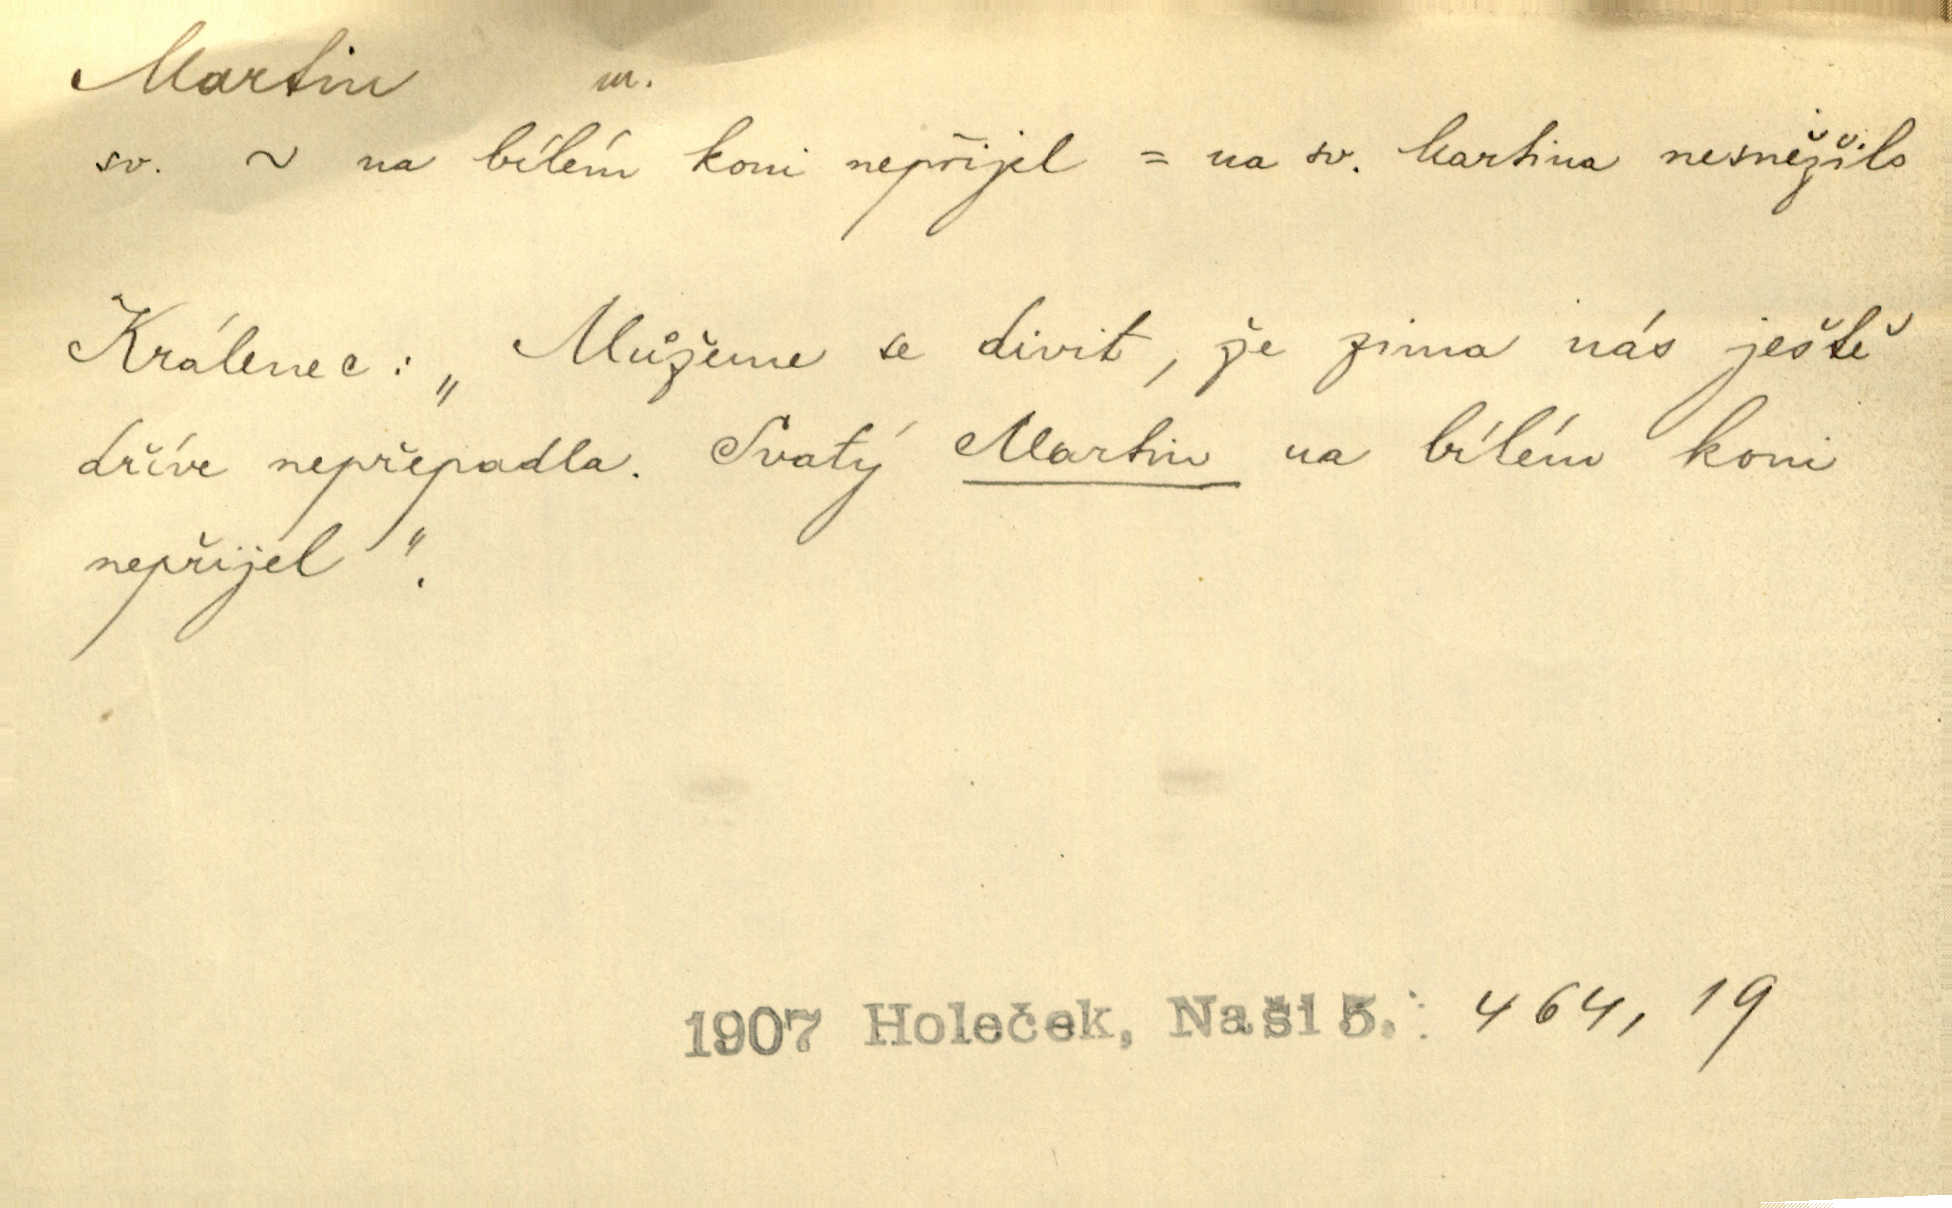 Martin m.
sv. ~ na bílém koni nepřijel = na sv. Martina nesněžilo
Králenec: „Můžeme se divit, že zima nás ještě
dříve nepřepadla. Svatý Martin na bílém koni
nepřijel“.
1907 Holeček, Naši 5.: 464, 19